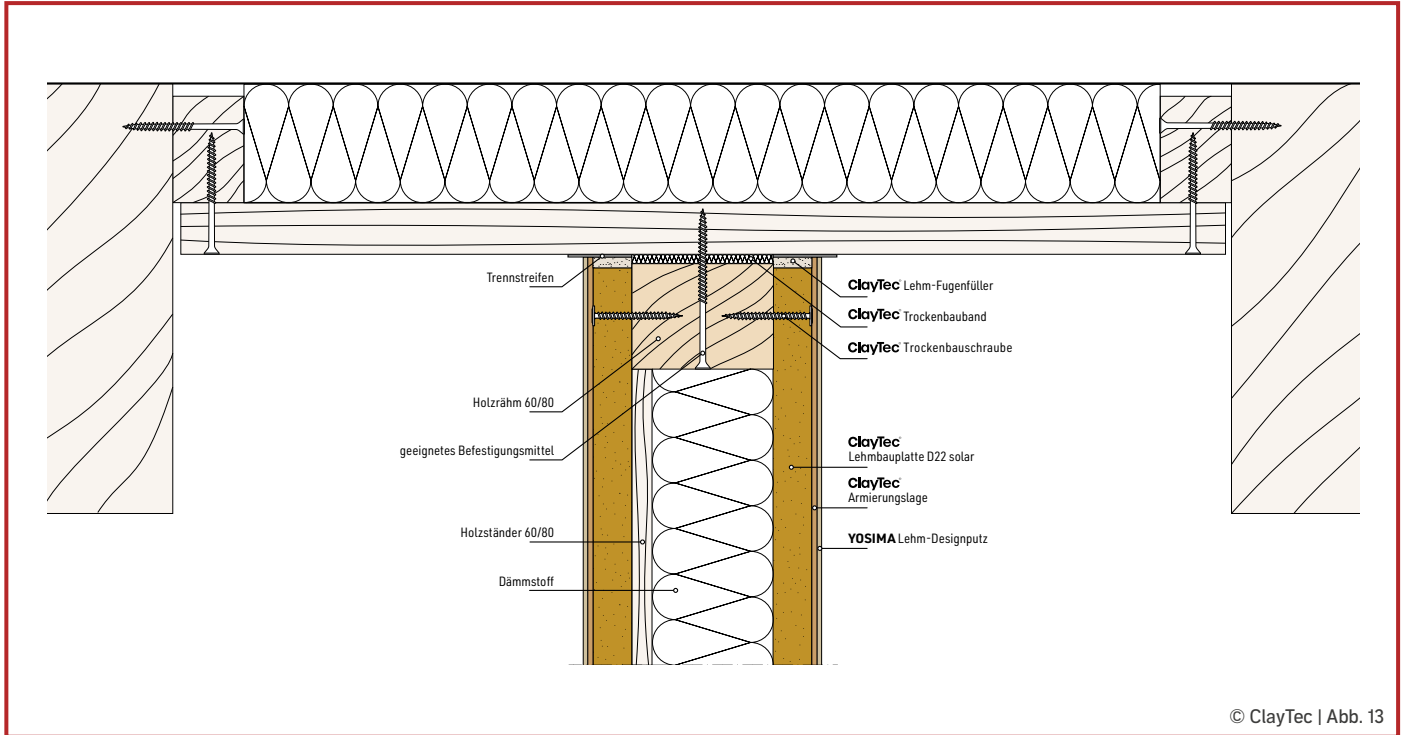 Trennstreifen
Holzrähm 60/80
geeignetes Befestigungsmittel
Holzständer 60/80
Dämmstoff
ClayTec® Lehm-Fugenfüller
ClayTec® Trockenbauband
ClayTec® Trockenbauschraube
ClayTec®
Lehmbauplatte D22 solar
ClayTec®
Armierungslage
YOSIMA Lehm-Designputz
© ClayTec | Abb. 13